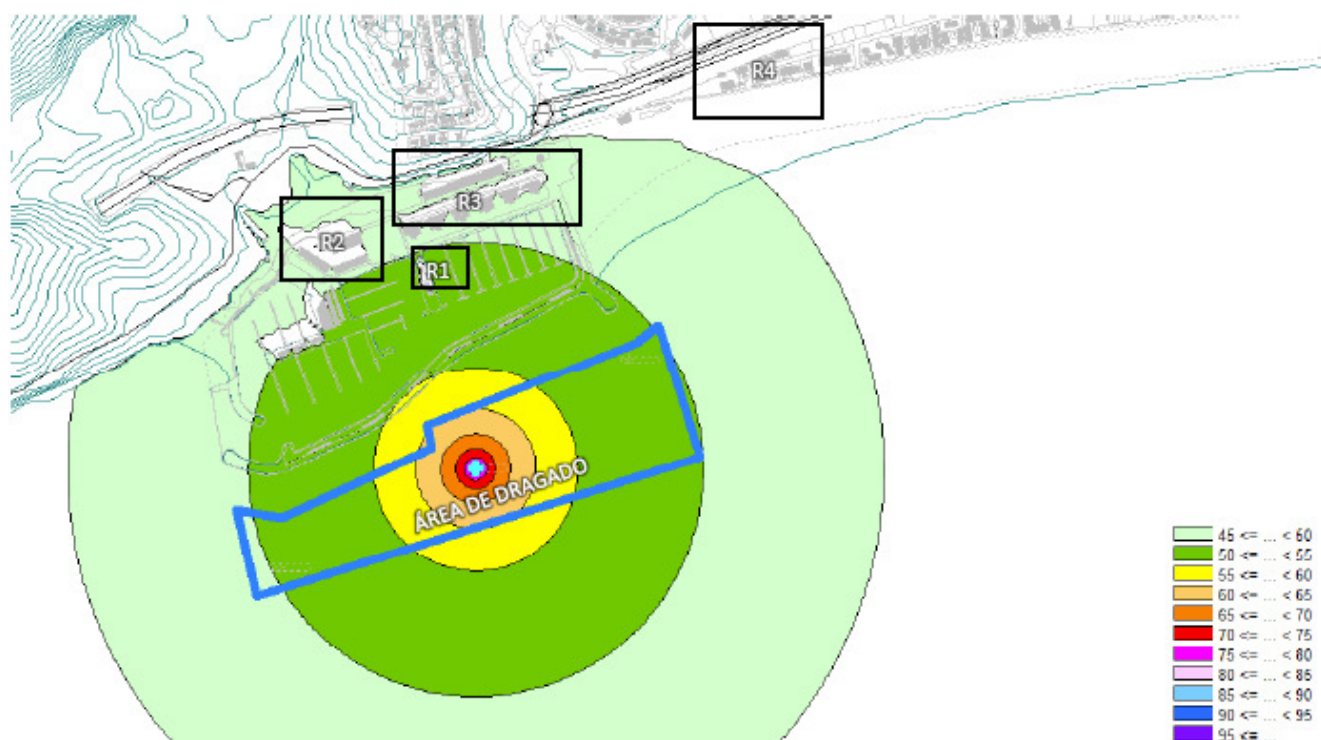 R4
R3
R2
R1
ÁREA DE DRAGADO
45 <= ... < 60
50 <= ... < 55
55 <= ... < 60
60 <= ... < 65
65 <= ... < 70
70 <= ... < 75
75 <= ... < 80
80 <= ... < 85
85 <= ... < 90
90 <= ... < 95
95 <= ...